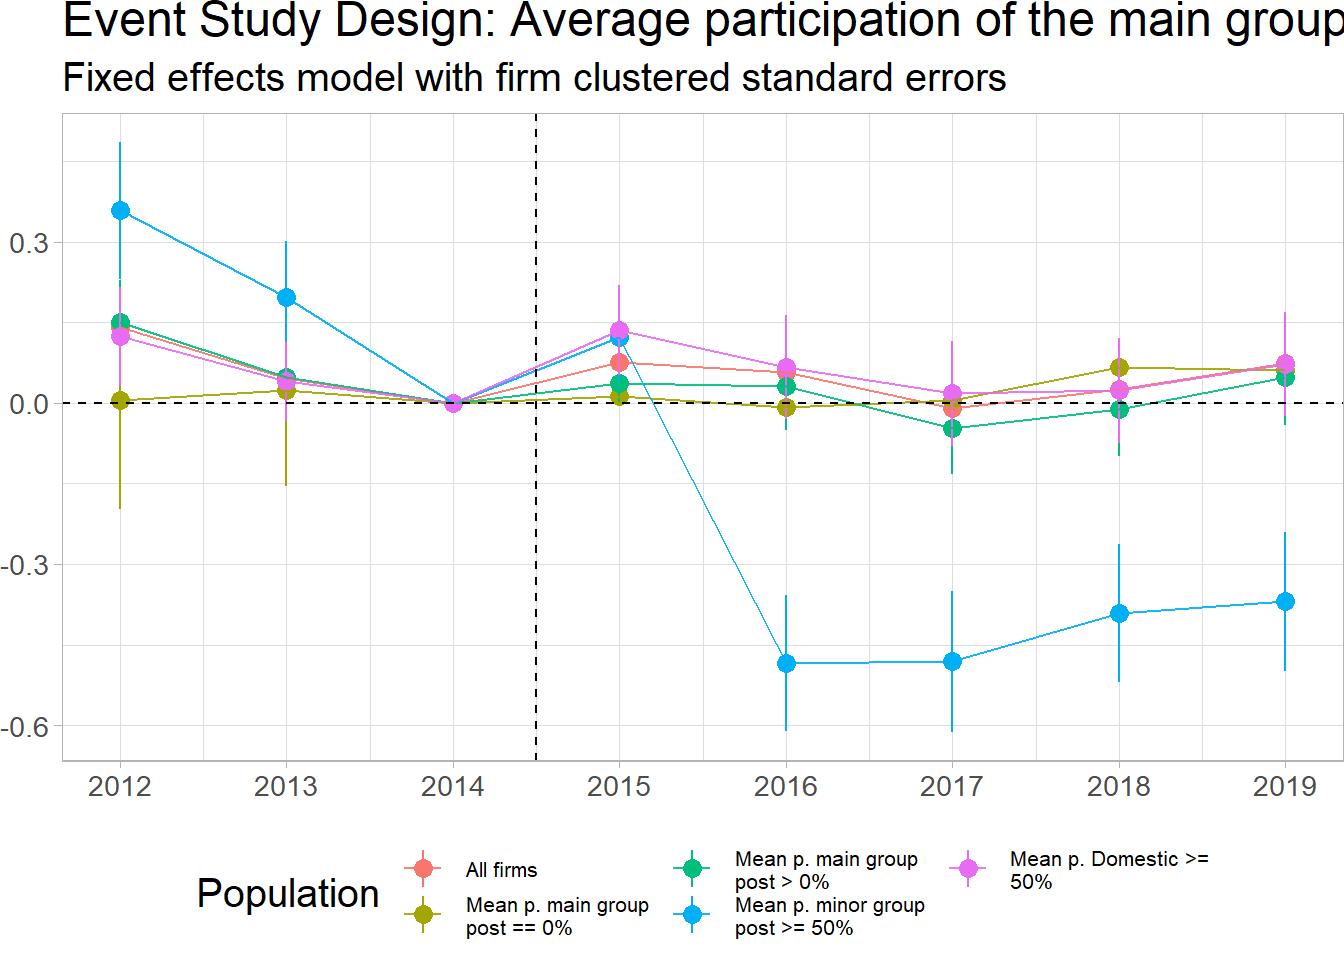 Event Study Design: Average participation of the main group
Fixed effects model with firm clustered standard errors
0.3
0.0
-0.3
-0.6
2012 2013 2014 2015 2016 2017 2018 2019
Population
All firms
Mean p. main group
post == 0%
Mean p. main group
post > 0%
Mean p. minor group
post >= 50%
Mean p. Domestic >=
50%